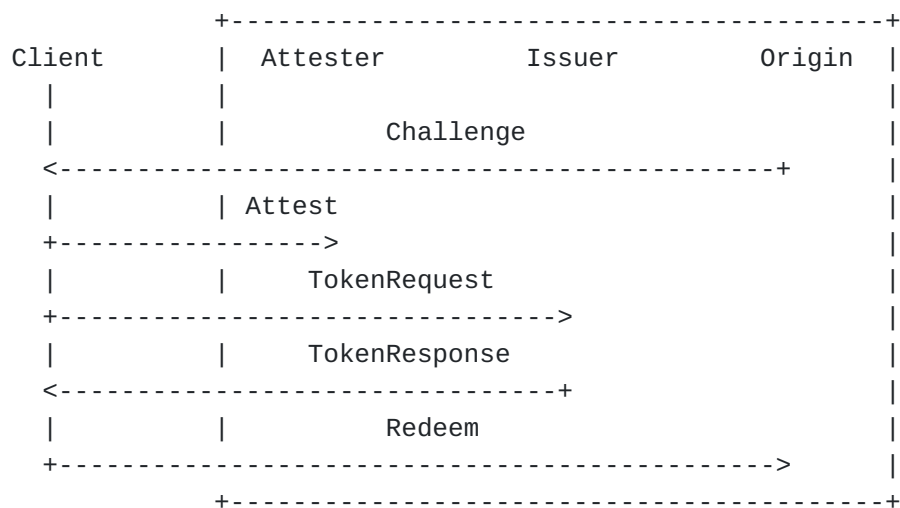 Client Attester Issuer Origin
Challenge
Attest
TokenRequest
TokenResponse
Redeem